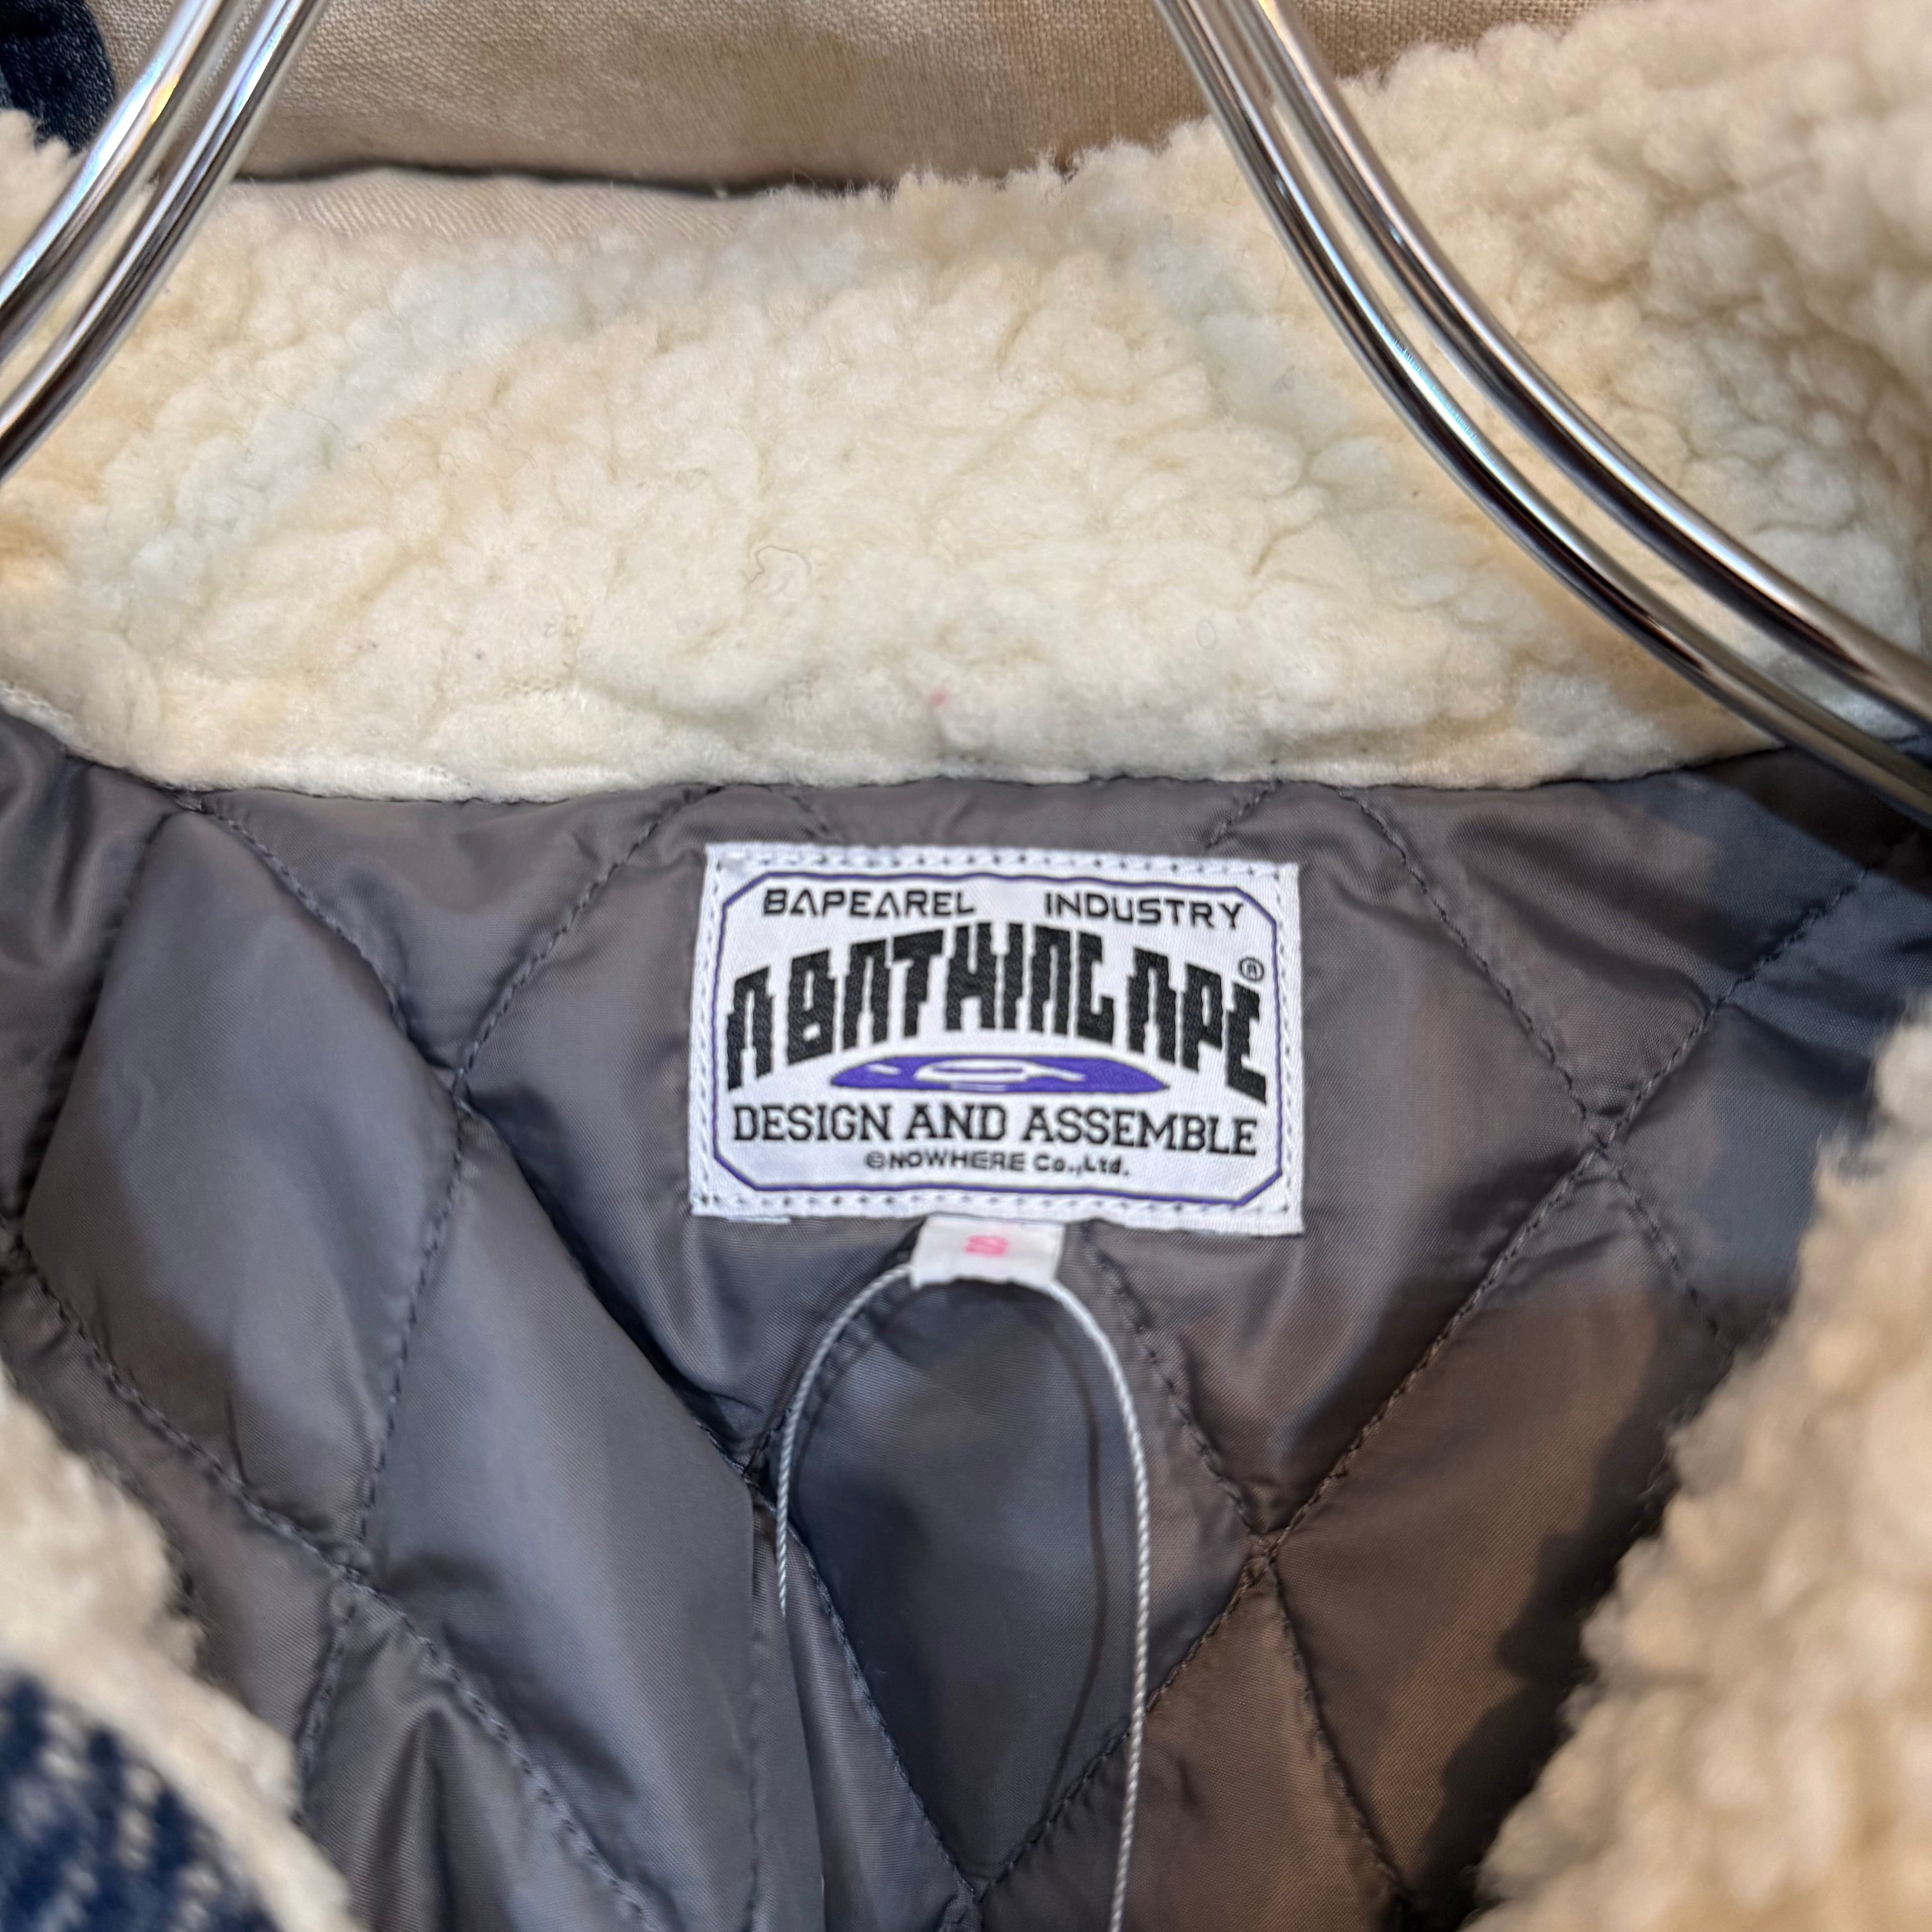 BAPEAREL INDUSTRY
A BATHING APE®
DESIGN AND ASSEMBLE
©NOWHERE Co.,Ltd.
S